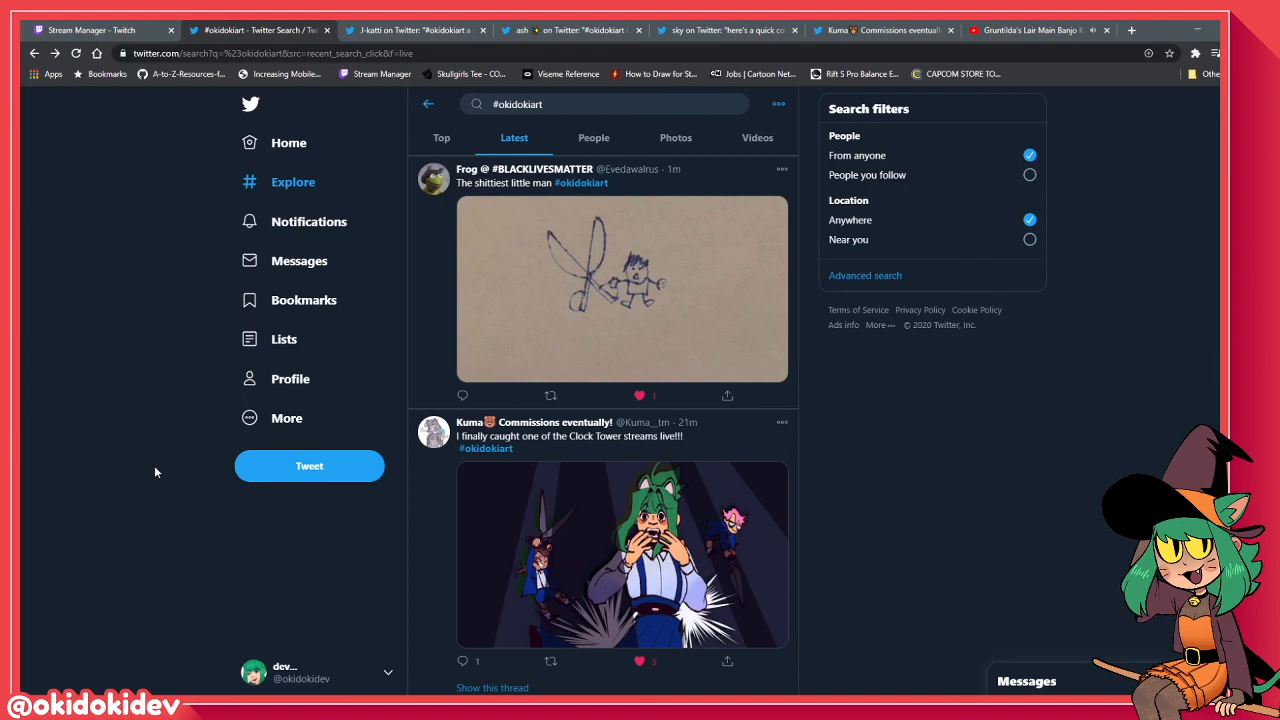 Stream Manager - Twitch
#okidokiart - Twitter Search / Twi
J-katti on Twitter: "#okidokiart a s
ash ✨ on Twitter: "#okidokiart I
sky on Twitter: "here's a quick co
Kuma🐻 Commissions eventuall
Gruntilda's Lair Main Banjo K
twitter.com/search?q=%23okidokiart&src=recent_search_click&f=live
Apps
Bookmarks
A-to-Z-Resources-f...
Increasing Mobile...
Stream Manager
Skullgirls Tee - CO...
Viseme Reference
How to Draw for St...
Jobs | Cartoon Net...
Rift S Pro Balance E...
CAPCOM STORE TO...
Othe
#okidokiart
Top
Latest
People
Photos
Videos
Home
Explore
Notifications
Messages
Bookmarks
Lists
Profile
More
Tweet
dev...
@okidokidev
Frog @ #BLACKLIVESMATTER @Evedawalrus · 1m
The shittiest little man #okidokiart
1
Kuma🐻 Commissions eventually! @Kuma__tm · 21m
I finally caught one of the Clock Tower streams live!!!
#okidokiart
1
3
Show this thread
Search filters
People
From anyone
People you follow
Location
Anywhere
Near you
Advanced search
Terms of Service Privacy Policy Cookie Policy
Ads info More ··· © 2020 Twitter, Inc.
Messages
@okidokidev